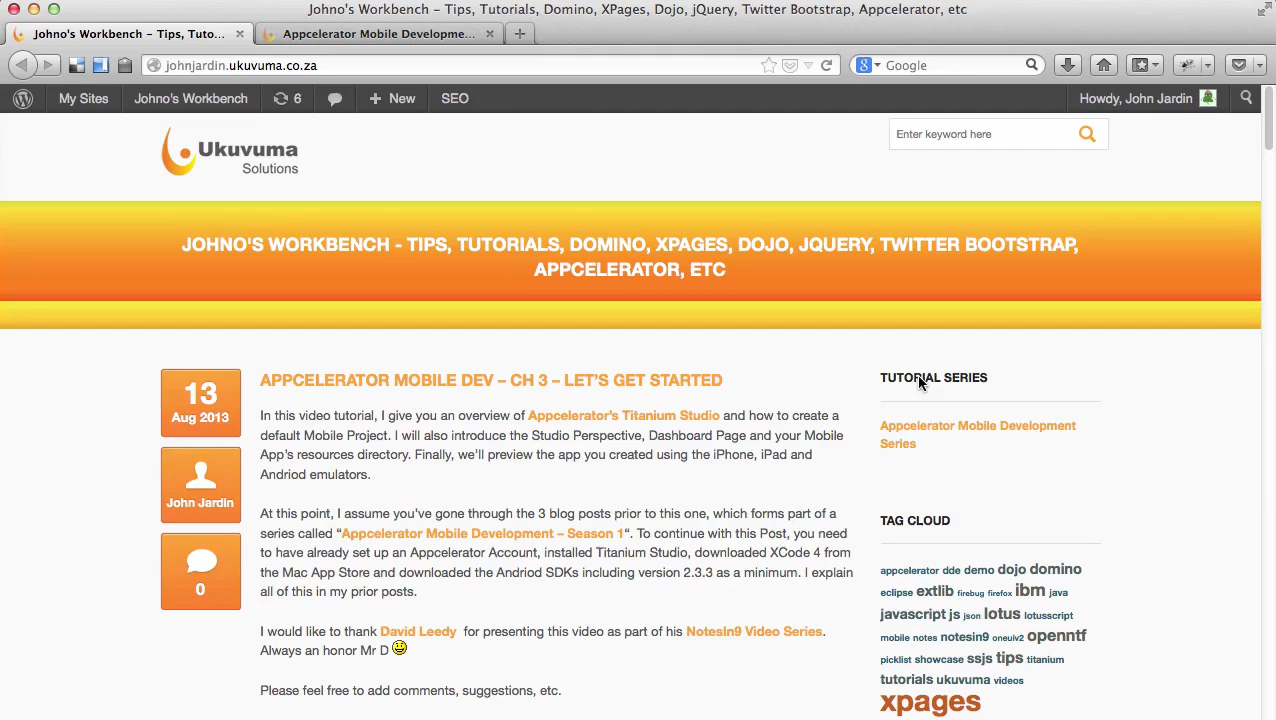 Johno's Workbench – Tips, Tutorials, Domino, XPages, Dojo, jQuery, Twitter Bootstrap, Appcelerator, etc
Johno's Workbench – Tips, Tuto...
Appcelerator Mobile Developme...
johnjardin.ukuvuma.co.za
Google
My Sites
Johno's Workbench
6
New
SEO
Howdy, John Jardin
Ukuvuma
Solutions
Enter keyword here
JOHNO'S WORKBENCH - TIPS, TUTORIALS, DOMINO, XPAGES, DOJO, JQUERY, TWITTER BOOTSTRAP,
APPCELERATOR, ETC
13
Aug 2013
John Jardin
0
APPCELERATOR MOBILE DEV – CH 3 – LET'S GET STARTED
In this video tutorial, I give you an overview of Appcelerator's Titanium Studio and how to create a
default Mobile Project. I will also introduce the Studio Perspective, Dashboard Page and your Mobile
App's resources directory. Finally, we'll preview the app you created using the iPhone, iPad and
Andriod emulators.
At this point, I assume you've gone through the 3 blog posts prior to this one, which forms part of a
series called "Appcelerator Mobile Development – Season 1". To continue with this Post, you need
to have already set up an Appcelerator Account, installed Titanium Studio, downloaded XCode 4 from
the Mac App Store and downloaded the Andriod SDKs including version 2.3.3 as a minimum. I explain
all of this in my prior posts.
I would like to thank David Leedy for presenting this video as part of his NotesIn9 Video Series.
Always an honor Mr D
Please feel free to add comments, suggestions, etc.
TUTORIAL SERIES
Appcelerator Mobile Development
Series
TAG CLOUD
appcelerator dde demo dojo domino
eclipse extlib firebug firefox ibm java
javascript js json lotus lotusscript
mobile notes notesin9 oneuiv2 openntf
picklist showcase ssjs tips titanium
tutorials ukuvuma videos
xpages